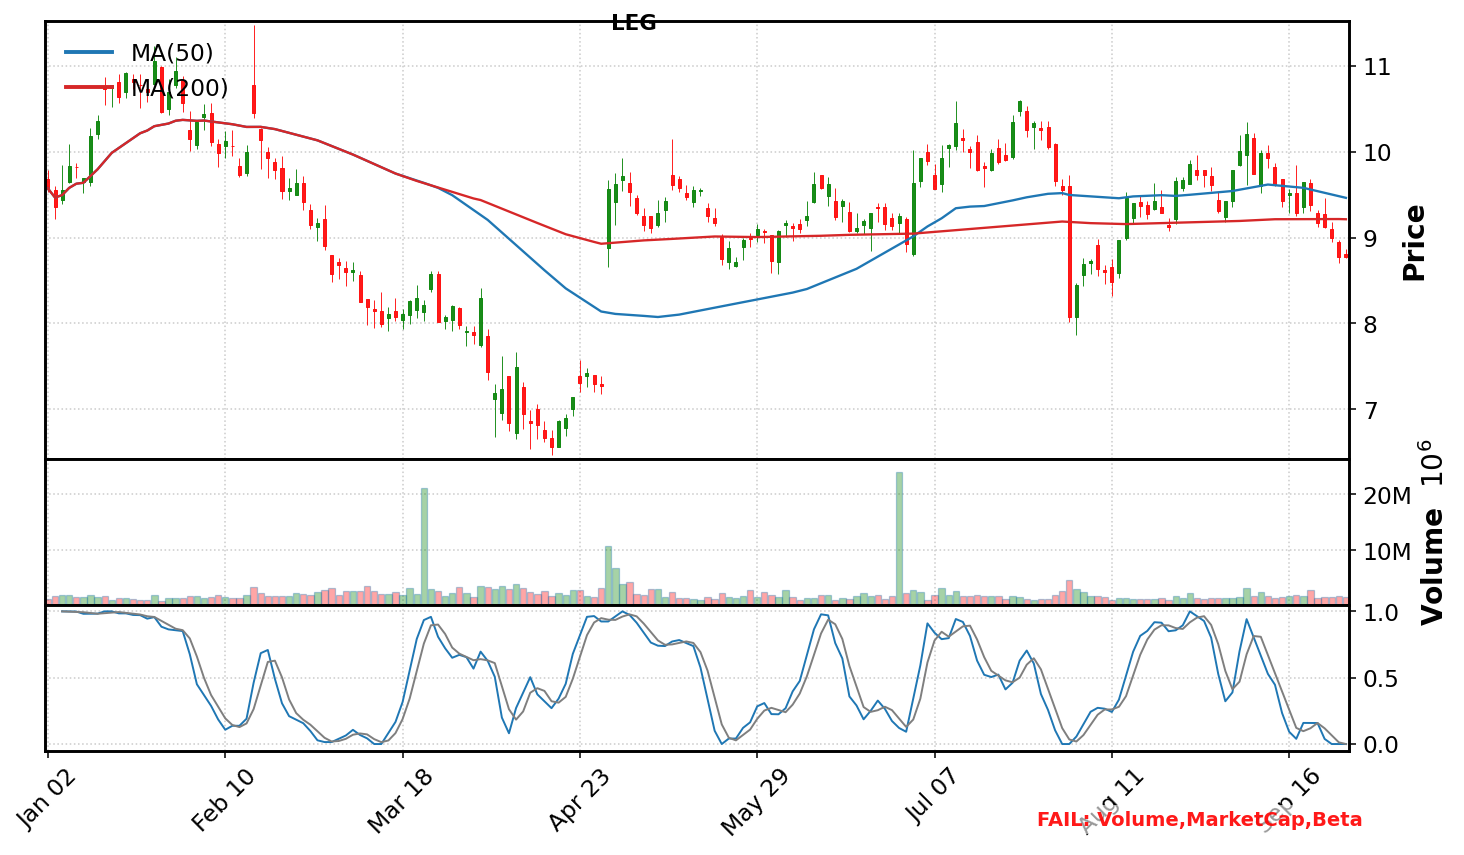 LEG
MA(50)
MA(200)
11
10
9
8
7
Price
20M
10M
Volume 10^6
1.0
0.5
0.0
Jan 02
Feb 10
Mar 18
Apr 23
May 29
Jul 07
Aug 11
Sep 16
FAIL: Volume,MarketCap,Beta